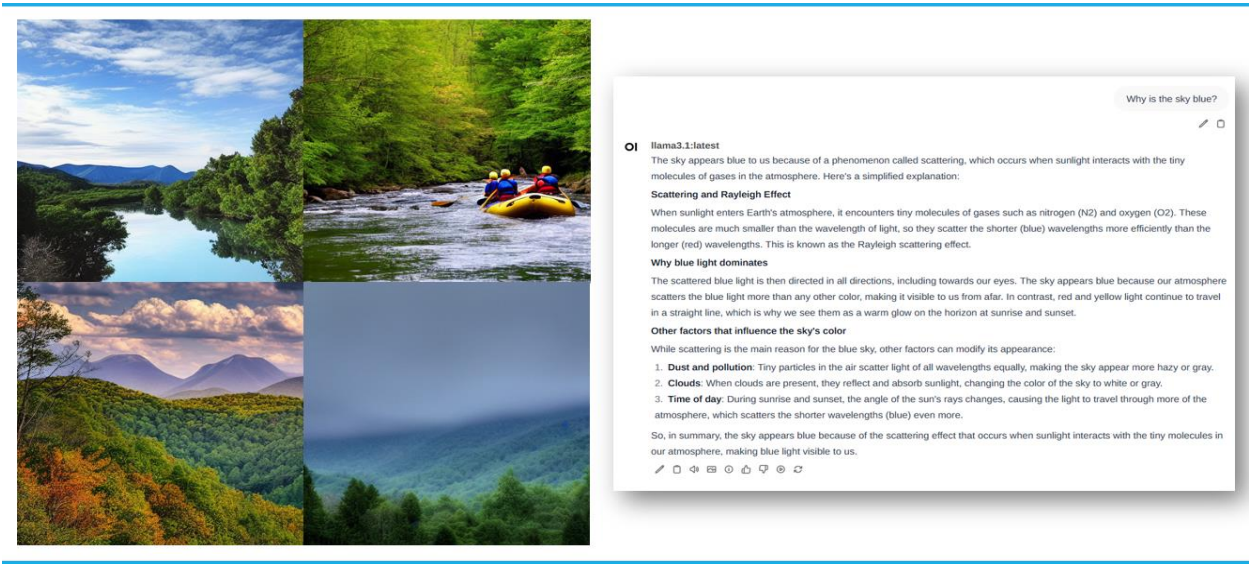 Why is the sky blue?
OI
llama3.1:latest
The sky appears blue to us because of a phenomenon called scattering, which occurs when sunlight interacts with the tiny
molecules of gases in the atmosphere. Here's a simplified explanation:
Scattering and Rayleigh Effect
When sunlight enters Earth's atmosphere, it encounters tiny molecules of gases such as nitrogen (N2) and oxygen (O2). These
molecules are much smaller than the wavelength of light, so they scatter the shorter (blue) wavelengths more efficiently than the
longer (red) wavelengths. This is known as the Rayleigh scattering effect.
Why blue light dominates
The scattered blue light is then directed in all directions, including towards our eyes. The sky appears blue because our atmosphere
scatters the blue light more than any other color, making it visible to us from afar. In contrast, red and yellow light continue to travel
in a straight line, which is why we see them as a warm glow on the horizon at sunrise and sunset.
Other factors that influence the sky's color
While scattering is the main reason for the blue sky, other factors can modify its appearance:
1. Dust and pollution: Tiny particles in the air scatter light of all wavelengths equally, making the sky appear more hazy or gray.
2. Clouds: When clouds are present, they reflect and absorb sunlight, changing the color of the sky to white or gray.
3. Time of day: During sunrise and sunset, the angle of the sun's rays changes, causing the light to travel through more of the
atmosphere, which scatters the shorter wavelengths (blue) even more.
So, in summary, the sky appears blue because of the scattering effect that occurs when sunlight interacts with the tiny molecules in
our atmosphere, making blue light visible to us.